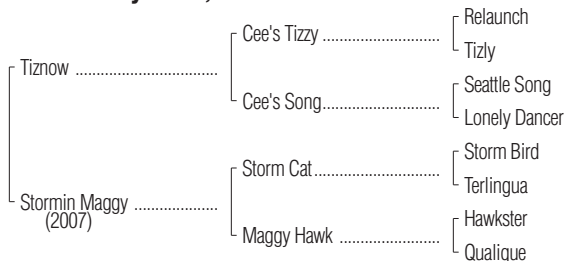 Relaunch
Cee's Tizzy ........................
Tizly
Tiznow .............................
Seattle Song
Cee's Song........................
Lonely Dancer
Storm Bird
Storm Cat.........................
Terlingua
Stormin Maggy .................
(2007)
Hawkster
Maggy Hawk ....................
Qualique